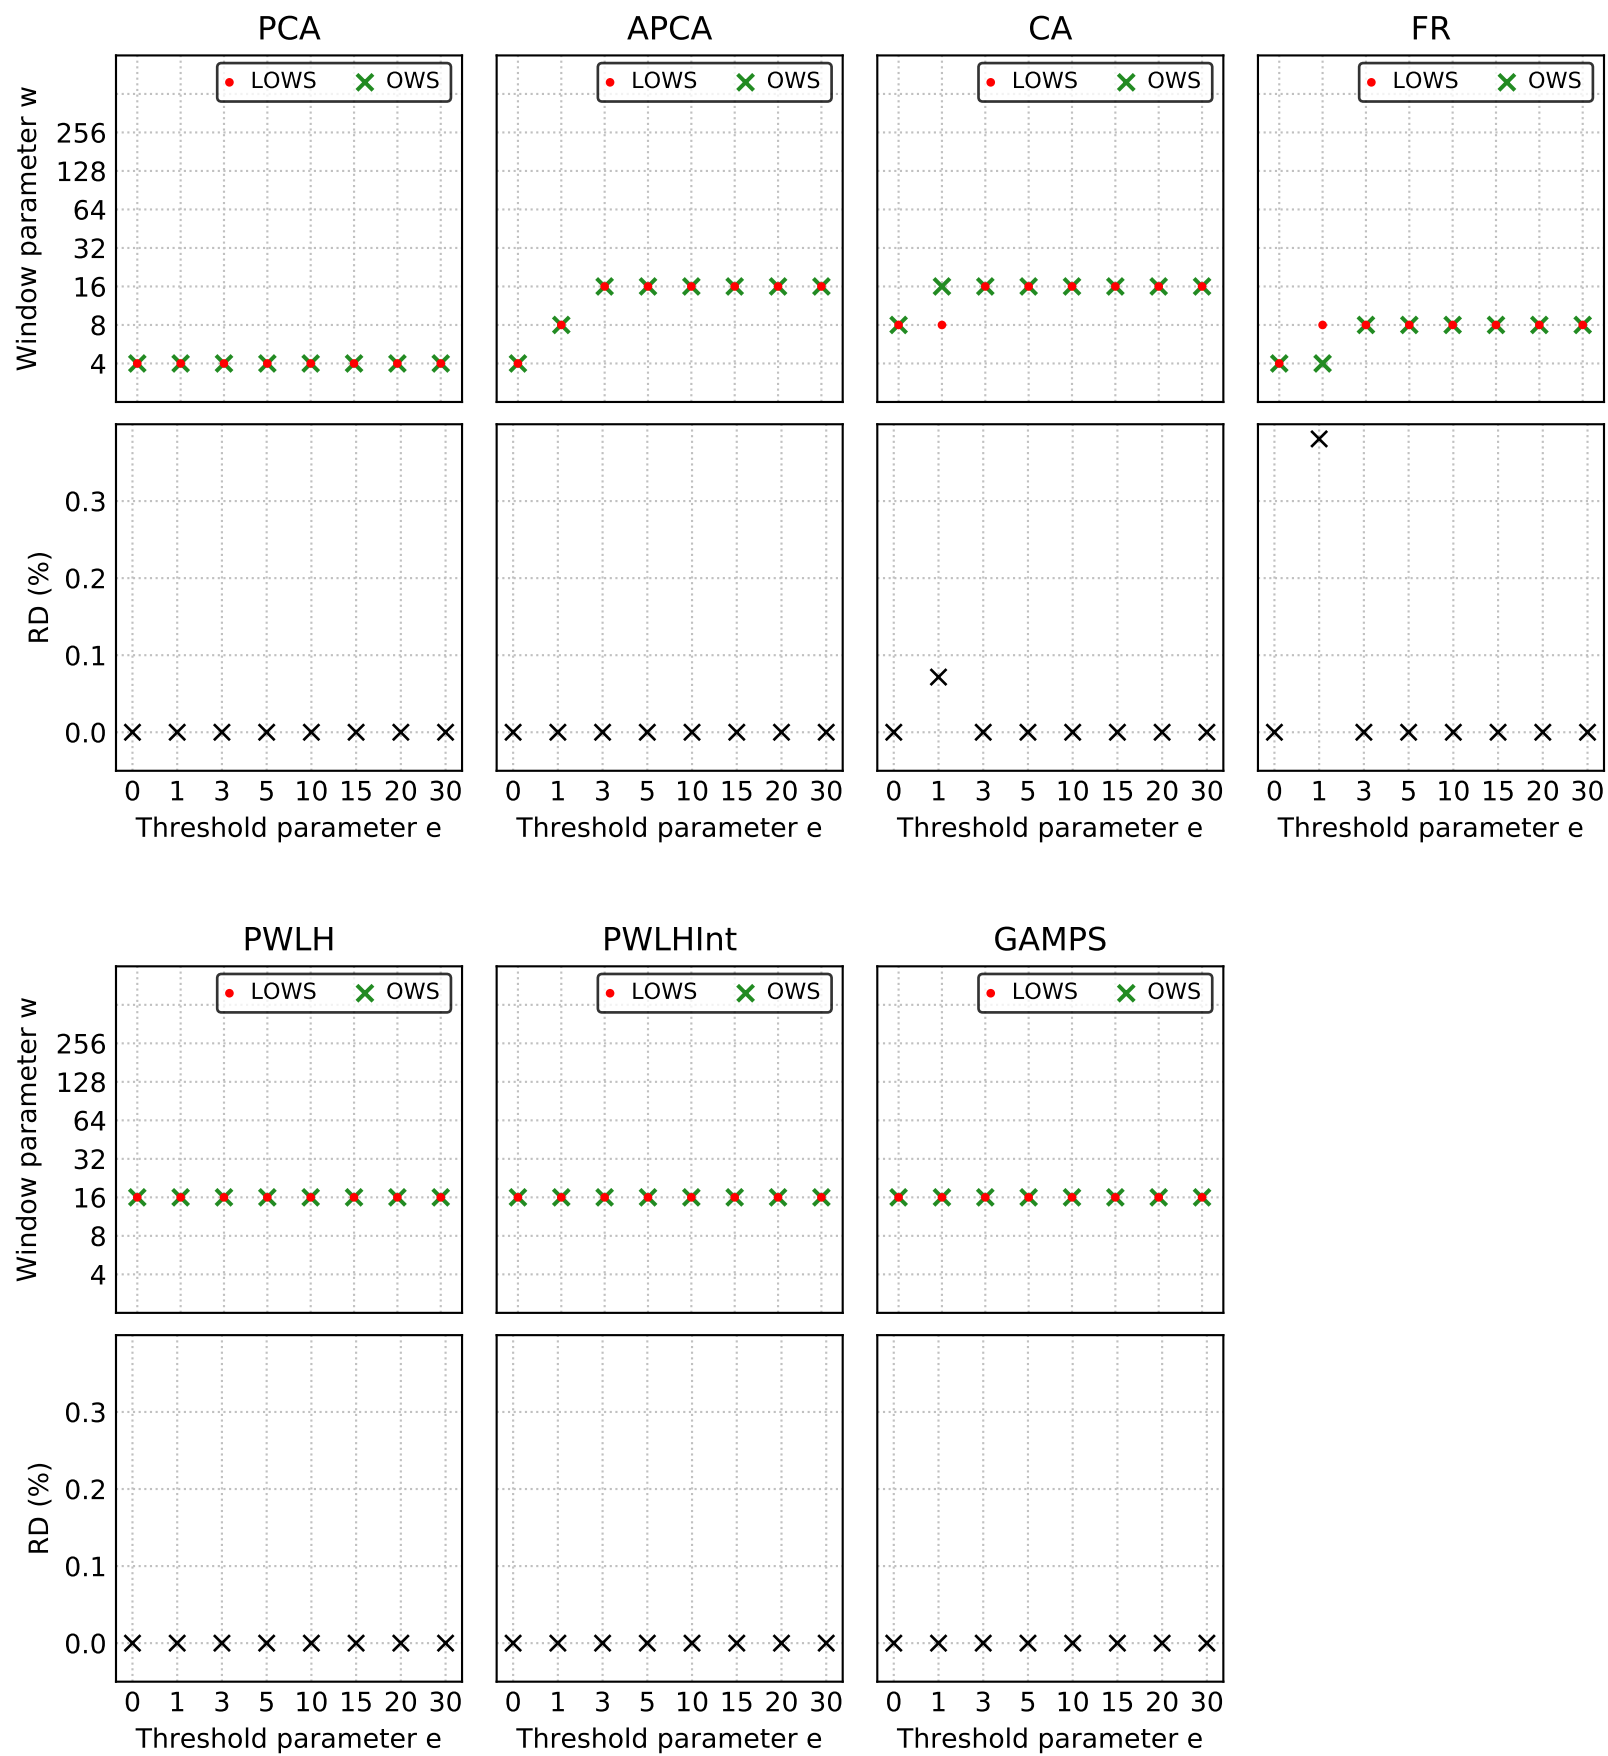 PCA APCA CA FR
LOWS OWS LOWS OWS LOWS OWS LOWS OWS
Window parameter w
256
128
64
32
16
8
4
RD (%)
0.3
0.2
0.1
0.0
0 1 3 5 10 15 20 30 0 1 3 5 10 15 20 30 0 1 3 5 10 15 20 30 0 1 3 5 10 15 20 30
Threshold parameter e Threshold parameter e Threshold parameter e Threshold parameter e
PWLH PWLHInt GAMPS
LOWS OWS LOWS OWS LOWS OWS
Window parameter w
256
128
64
32
16
8
4
RD (%)
0.3
0.2
0.1
0.0
0 1 3 5 10 15 20 30 0 1 3 5 10 15 20 30 0 1 3 5 10 15 20 30
Threshold parameter e Threshold parameter e Threshold parameter e